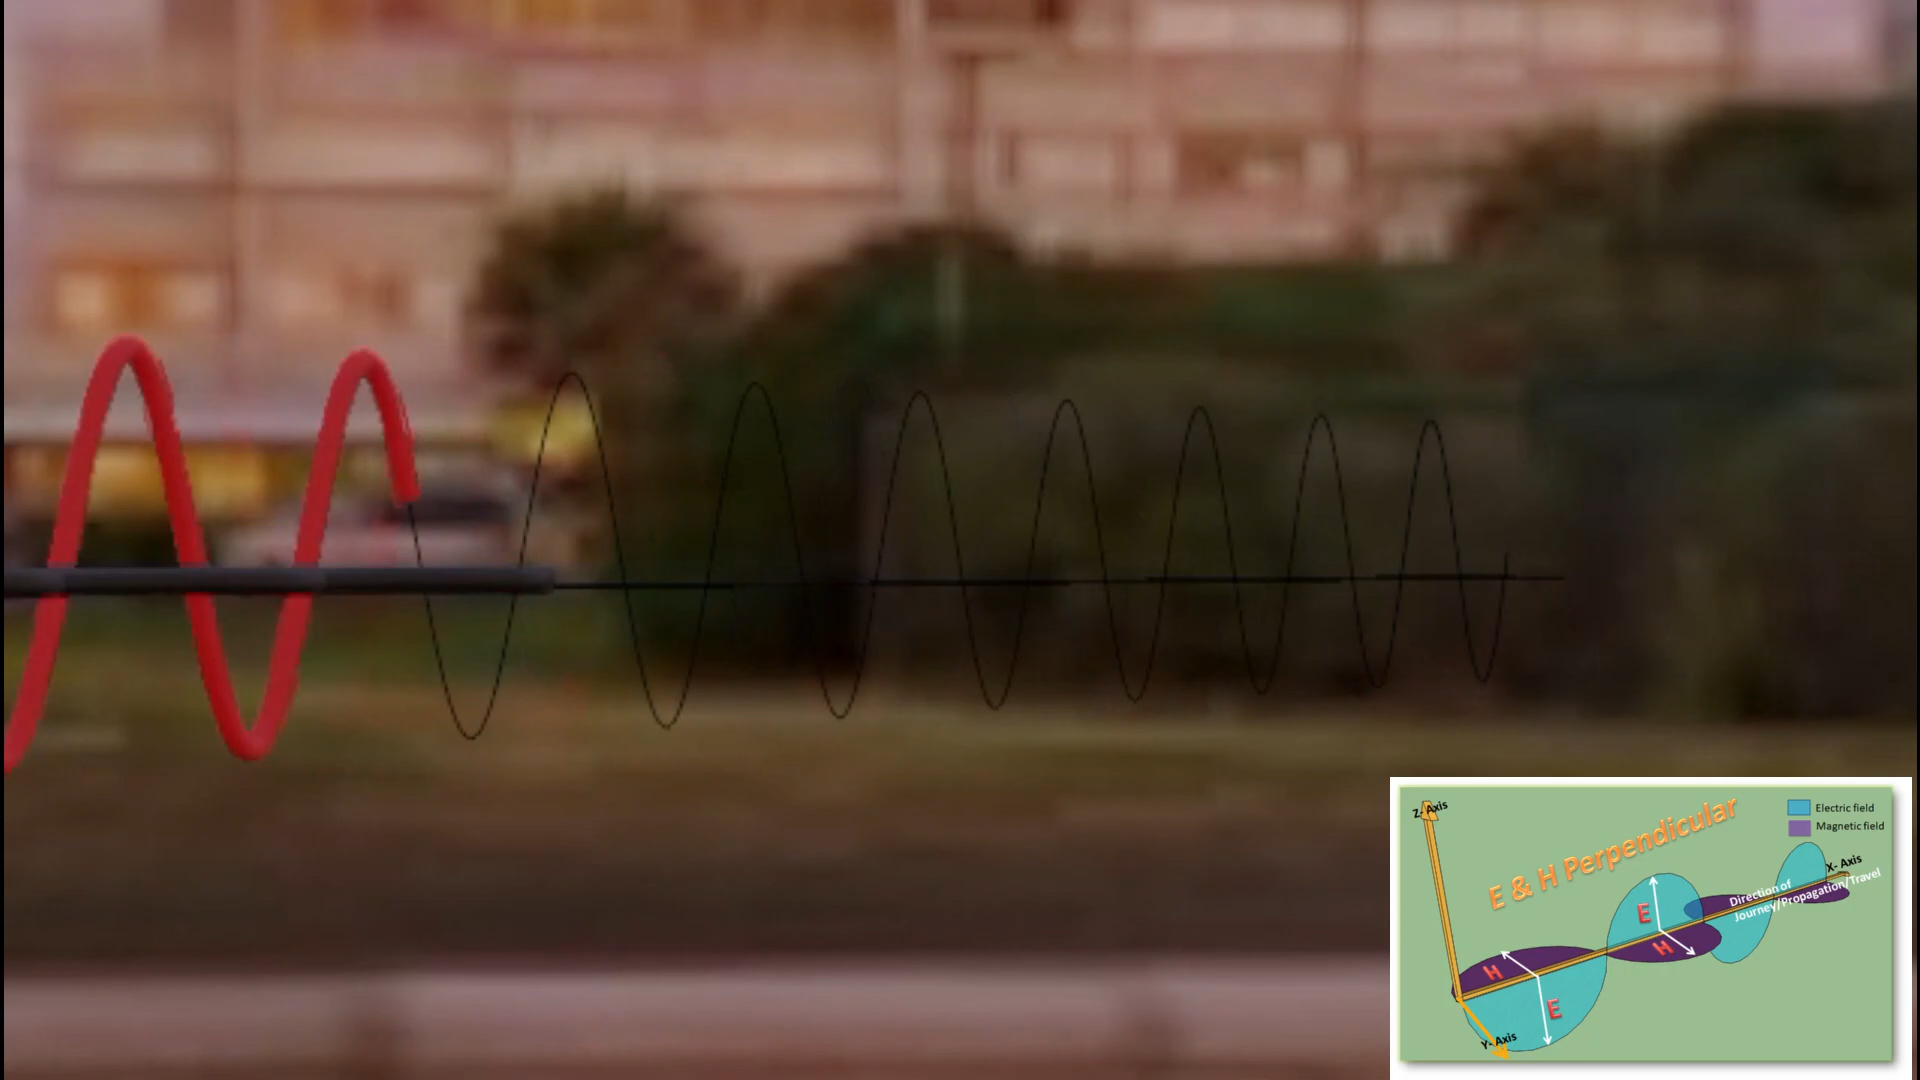 Z- Axis
E & H Perpendicular
Electric field
Magnetic field
X- Axis
Direction of
Journey/Propagation/Travel
E
H
H
E
Y- Axis